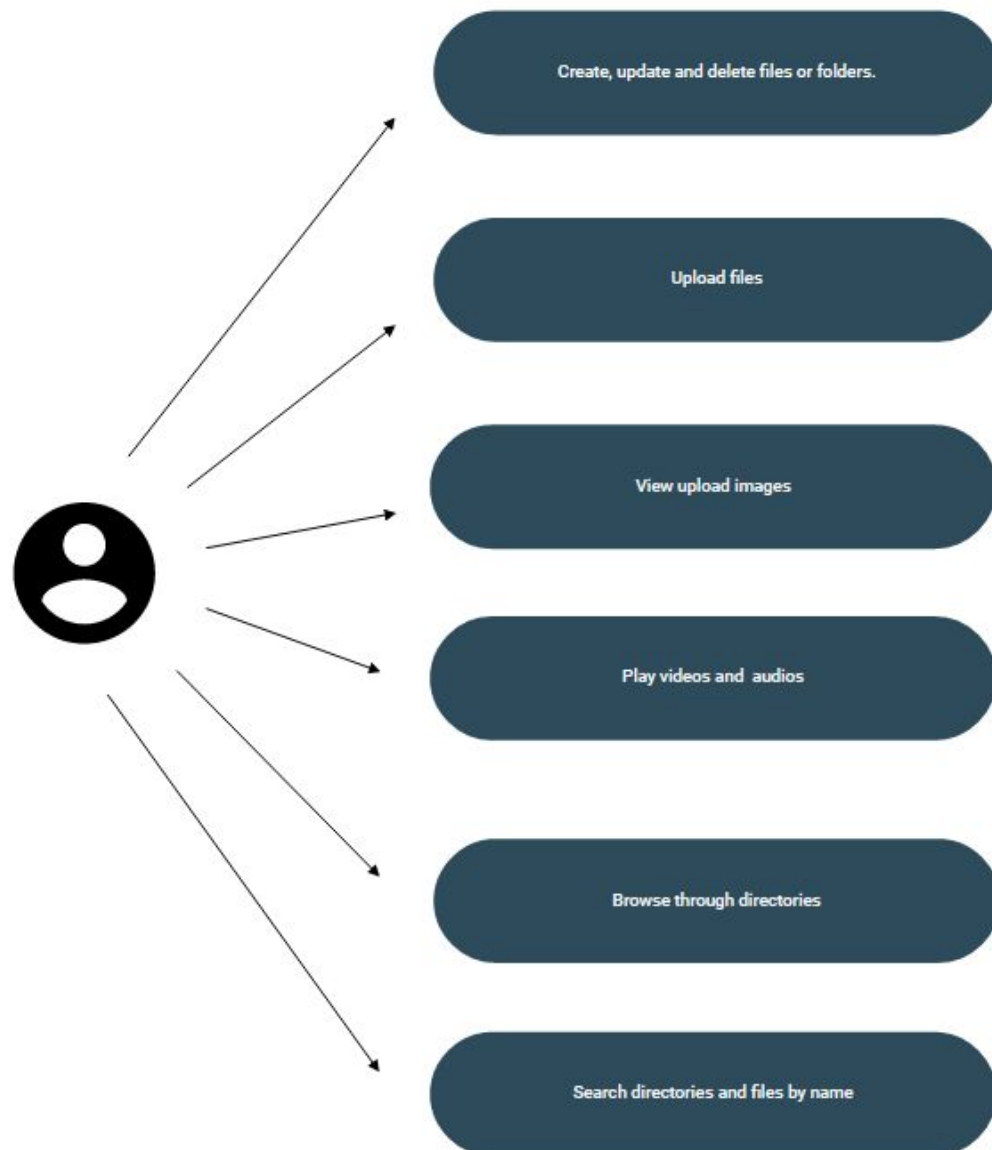 Create, update and delete files or folders.
Upload files
View upload images
Play videos and  audios
Browse through directories
Search directories and files by name